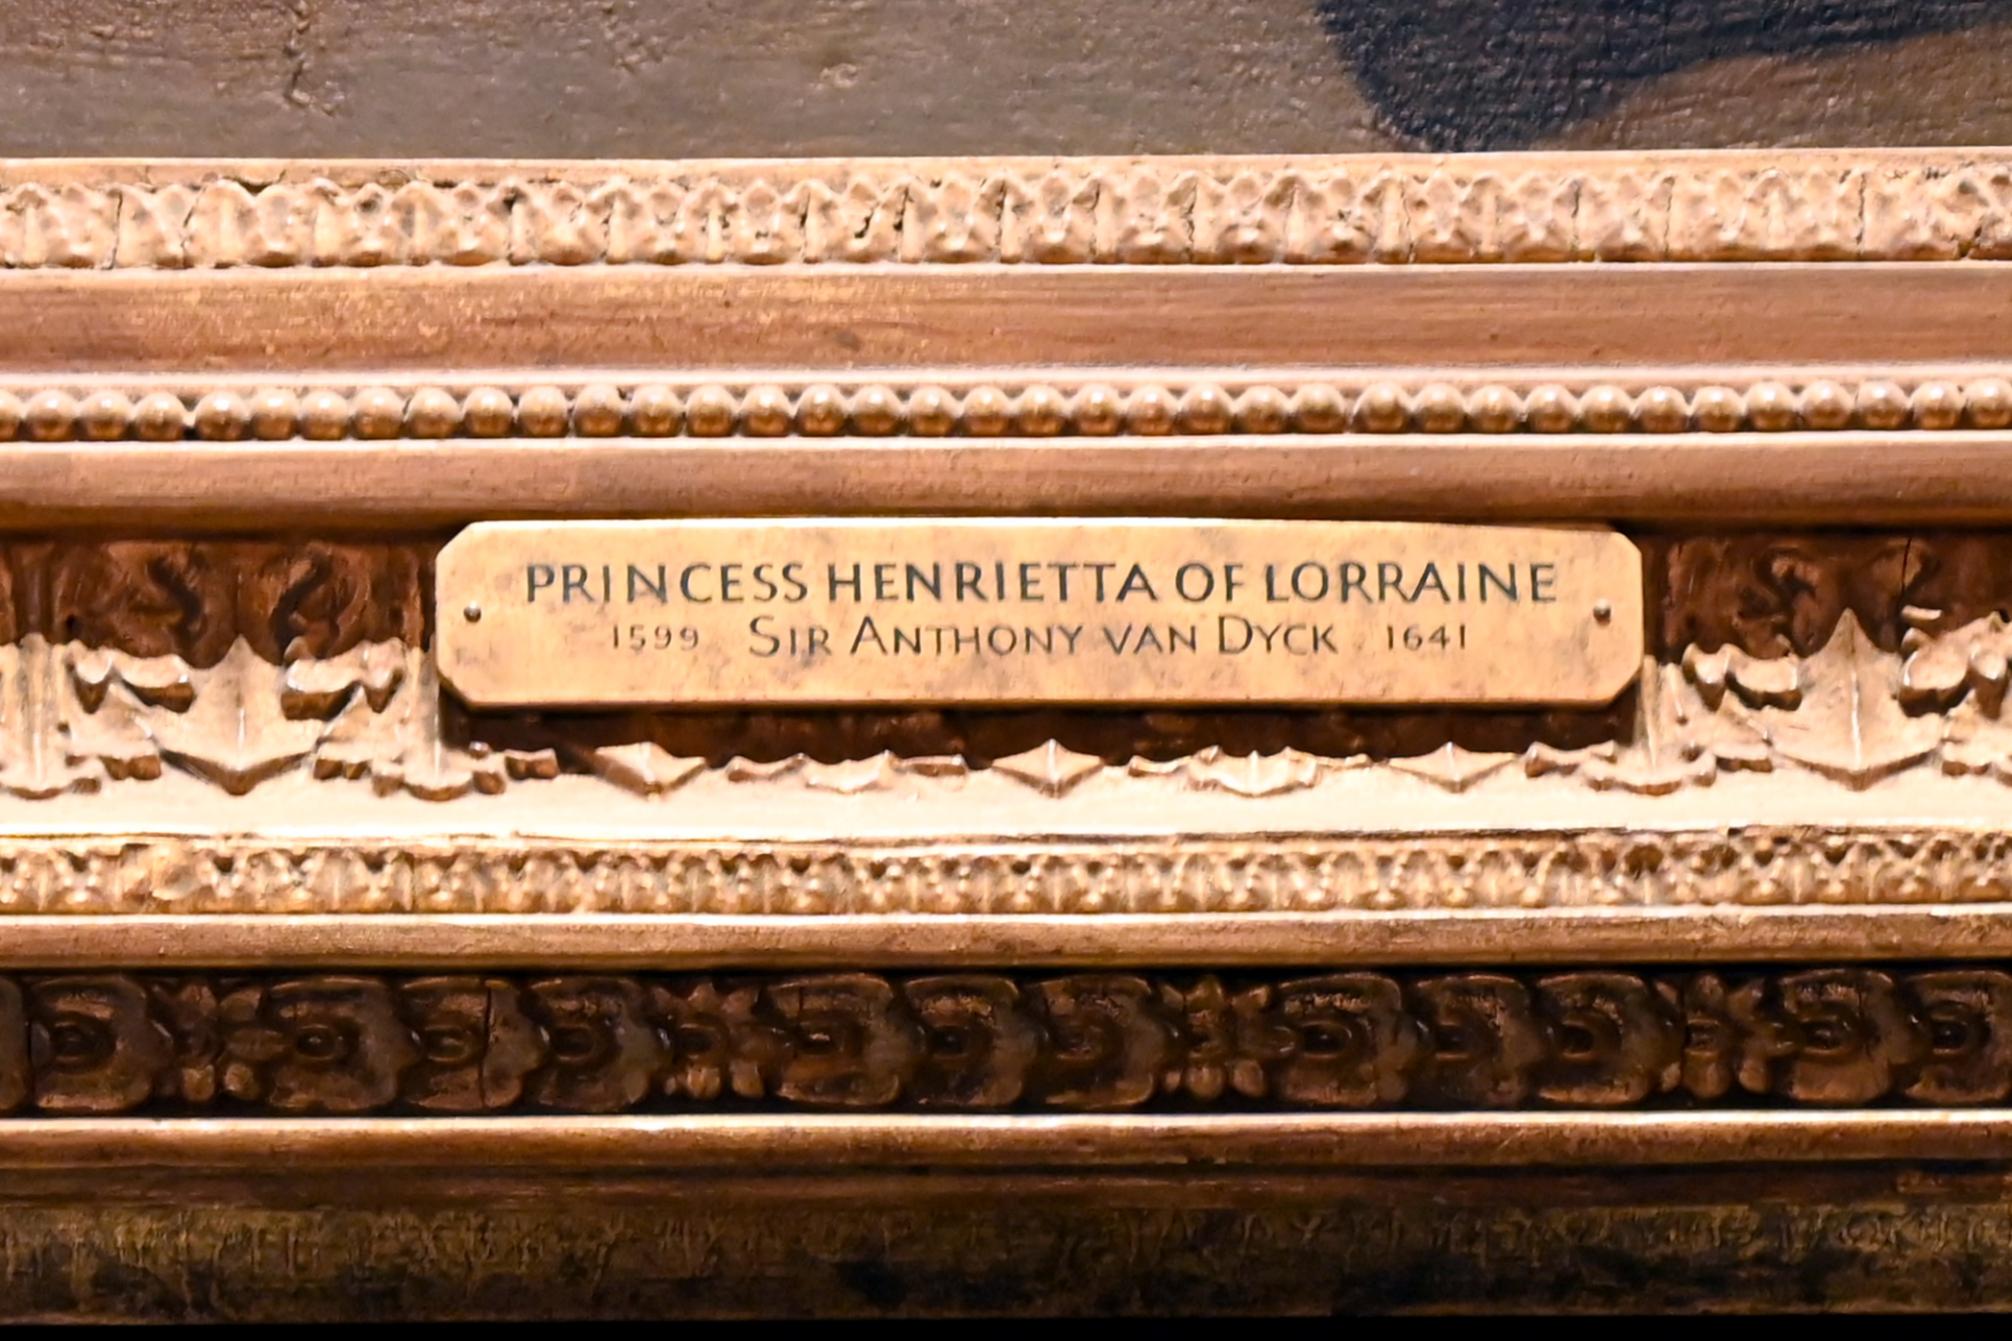 PRINCESS HENRIETTA OF LORRAINE
1599 SIR ANTHONY VAN DYCK 1641